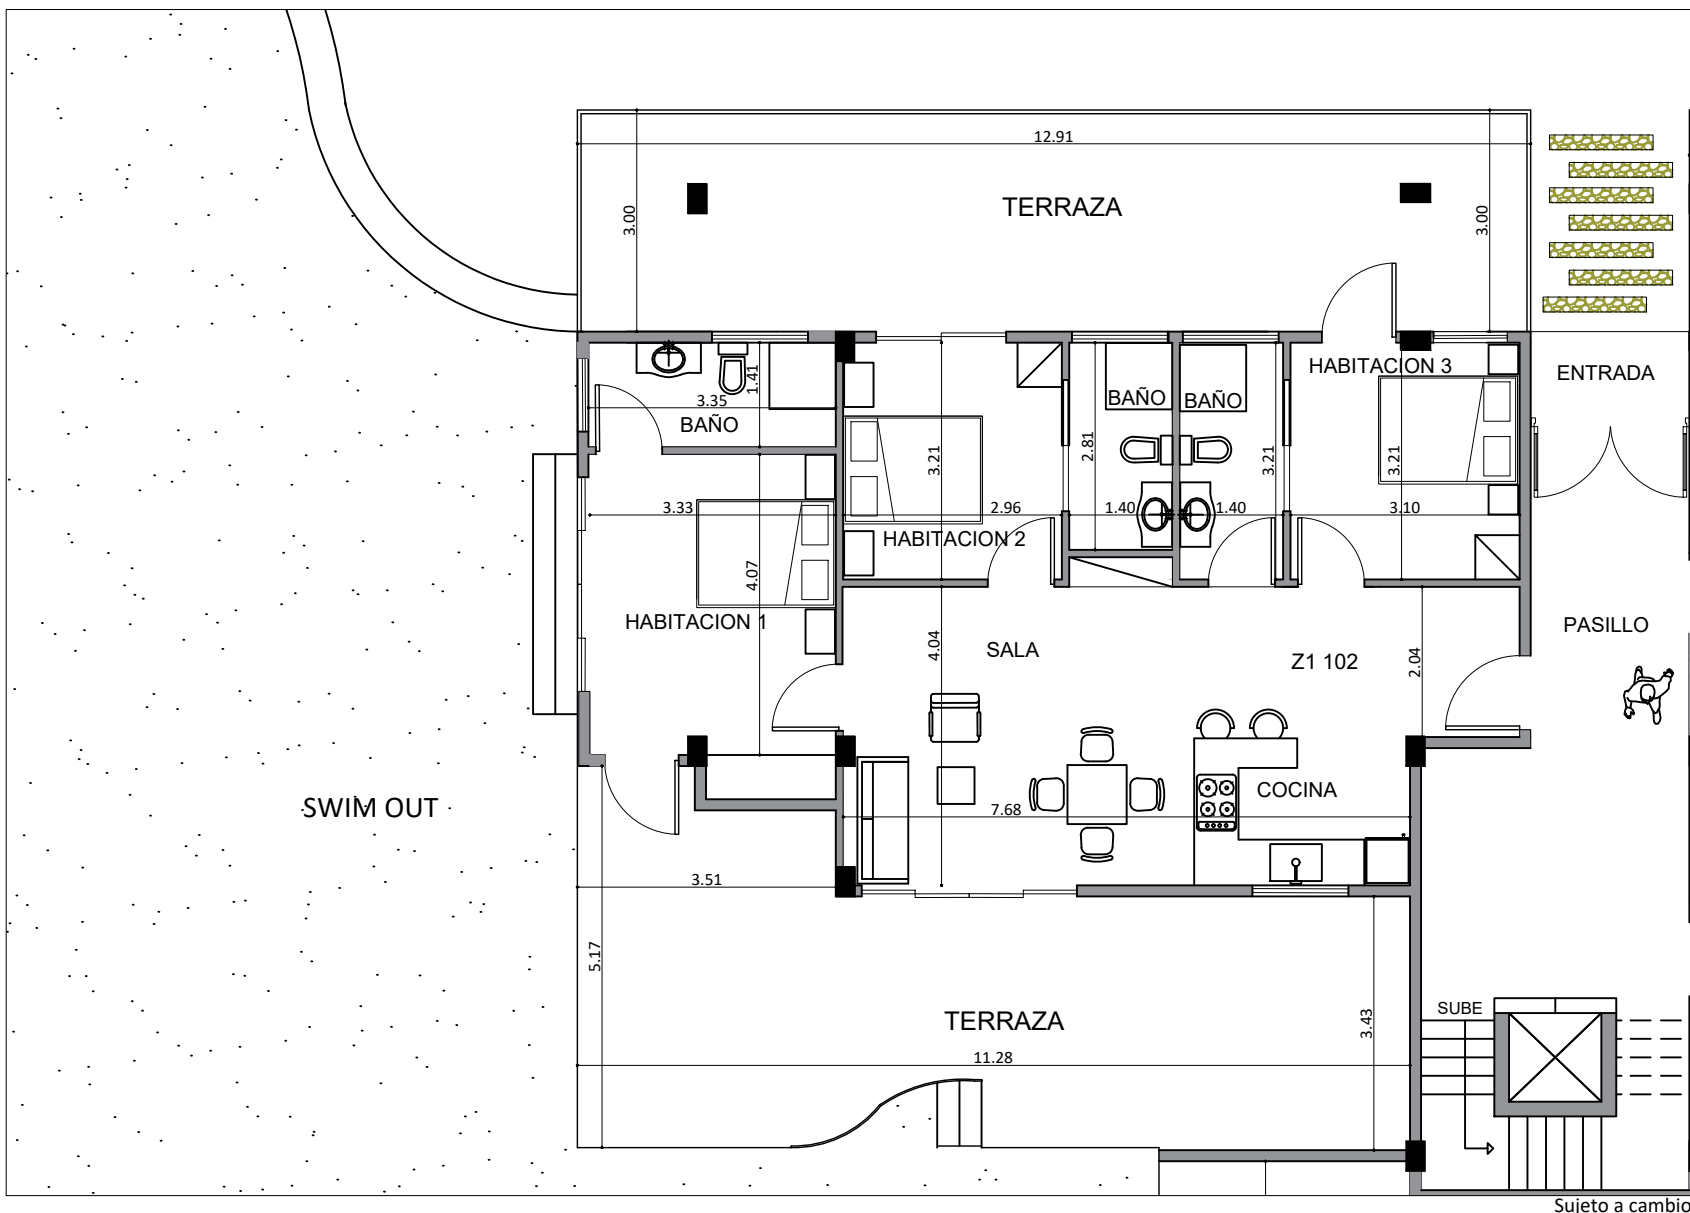 12.91
TERRAZA
3.00
3.00
HABITACION 3
ENTRADA
1.41
3.35
BAÑO
BAÑO
BAÑO
3.21
2.81
3.21
3.21
3.33
2.96
1.40
1.40
3.10
HABITACION 2
4.07
HABITACION 1
SALA
4.04
Z1 102
2.04
PASILLO
SWIM OUT
COCINA
7.68
3.51
5.17
TERRAZA
3.43
SUBE
11.28
Sujeto a cambio